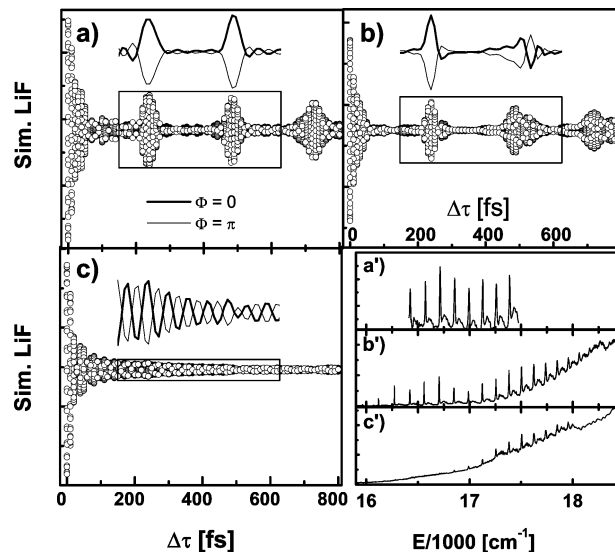 a)
b)
Sim. LiF
Φ = 0
Φ = π
Δτ [fs]
0 200 400 600
c)
a')
b')
c')
Sim. LiF
0 200 400 600 800
Δτ [fs]
16 17 18
E/1000 [cm⁻¹]